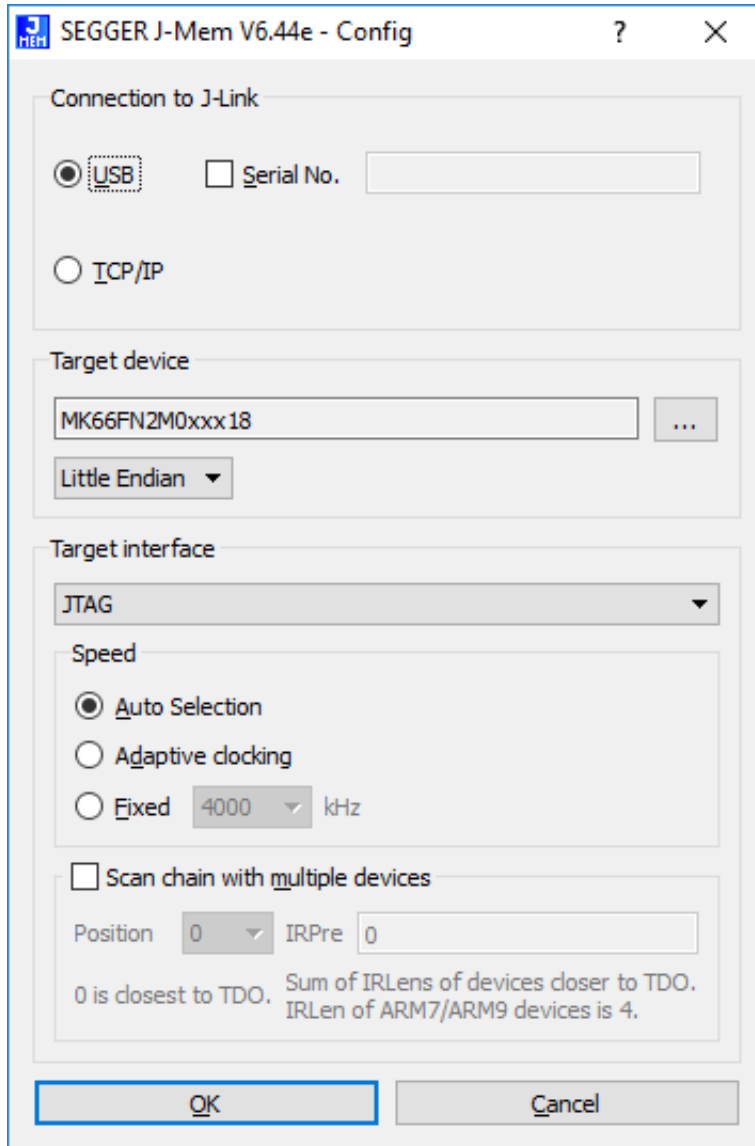 J MEM SEGGER J-Mem V6.44e - Config ? X
Connection to J-Link
USB Serial No.
TCP/IP
Target device
MK66FN2M0xxx18 ...
Little Endian
Target interface
JTAG
Speed
Auto Selection
Adaptive clocking
Fixed 4000 kHz
Scan chain with multiple devices
Position 0 IRPre 0
0 is closest to TDO. Sum of IRLens of devices closer to TDO.
IRLen of ARM7/ARM9 devices is 4.
OK Cancel